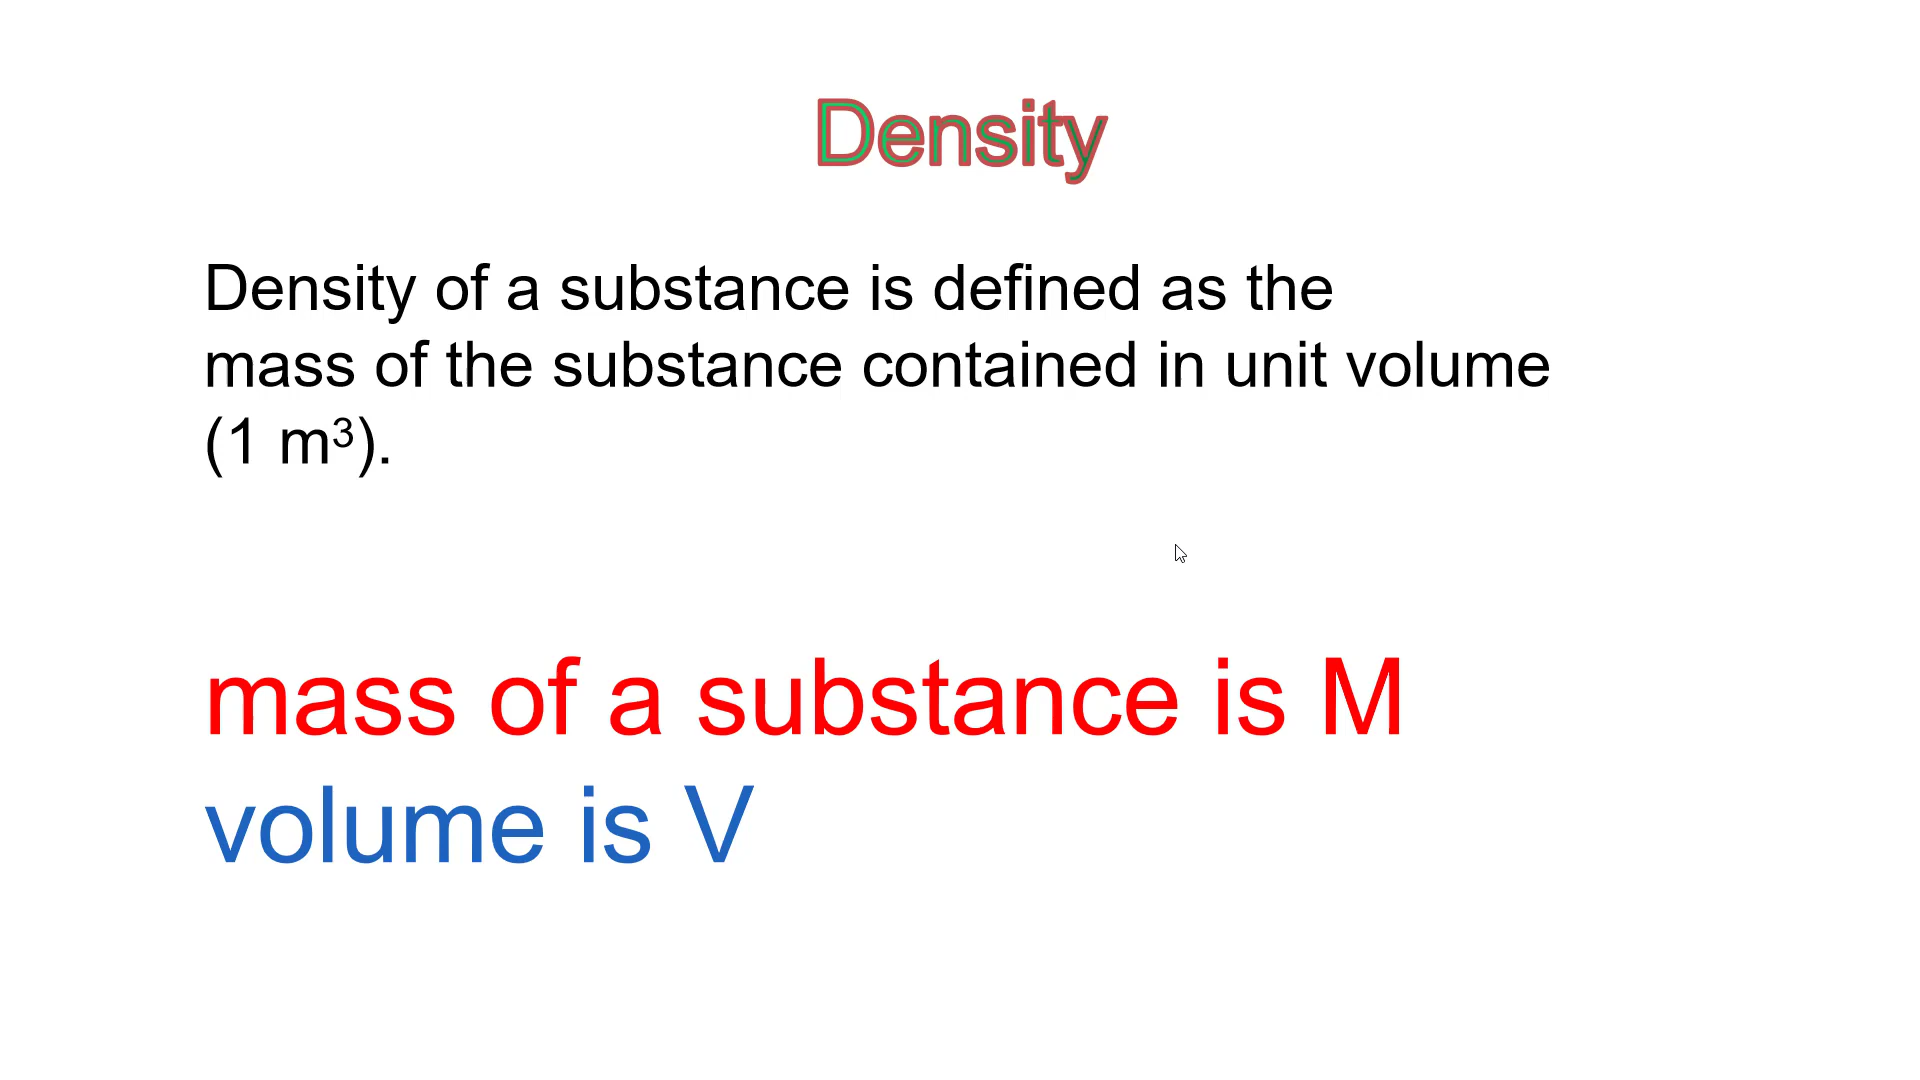 Density
Density of a substance is defined as the
mass of the substance contained in unit volume
(1 m³).
mass of a substance is M
volume is V